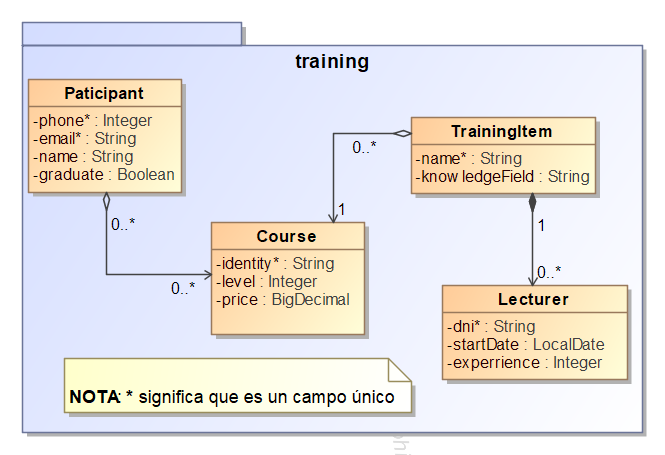 training
Paticipant
-phone* : Integer
-email* : String
-name : String
-graduate : Boolean
0..*
0..*
TrainingItem
-name* : String
-knowledgeField : String
0..*
1
1
0..*
Course
-identity* : String
-level : Integer
-price : BigDecimal
Lecturer
-dni* : String
-startDate : LocalDate
-experrience : Integer
NOTA: * significa que es un campo único